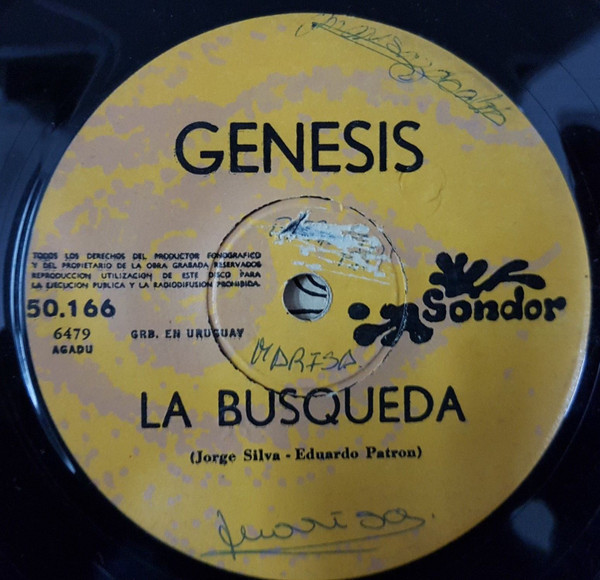 GENESIS
TODOS LOS DERECHOS DEL PRODUCTOR FONOGRAFICO
Y DEL PROPIETARIO DE LA OBRA GRABADA RESERVADOS
REPRODUCCION UTILIZACION DE ESTE DISCO PARA
LA EJECUCION PUBLICA Y LA RADIODIFUSION PROHIBIDA.
50.166
6479
AGADU
GRB. EN URUGUAY
Sondor
MARISA.
LA BUSQUEDA
(Jorge Silva - Eduardo Patron)
Marisa.